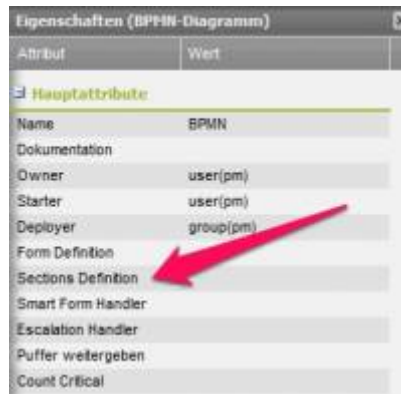 Eigenschaften (BPMN-Diagramm)
Attribut Wert
Hauptattribute
Name BPMN
Dokumentation
Owner user(pm)
Starter user(pm)
Deployer group(pm)
Form Definition
Sections Definition
Smart Form Handler
Escalation Handler
Puffer weitergeben
Count Critical